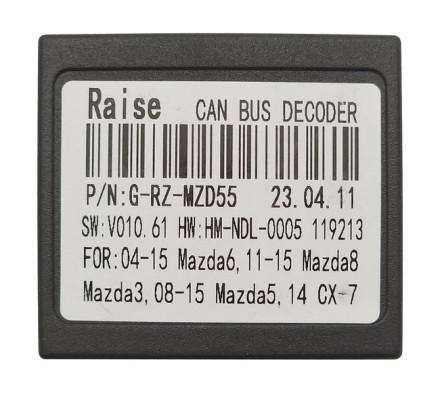 Raise CAN BUS DECODER
P/N:G-RZ-MZD55 23.04.11
SW:V010.61 HW:HM-NDL-0005 119213
FOR:04-15 Mazda6,11-15 Mazda8
Mazda3,08-15 Mazda5,14 CX-7